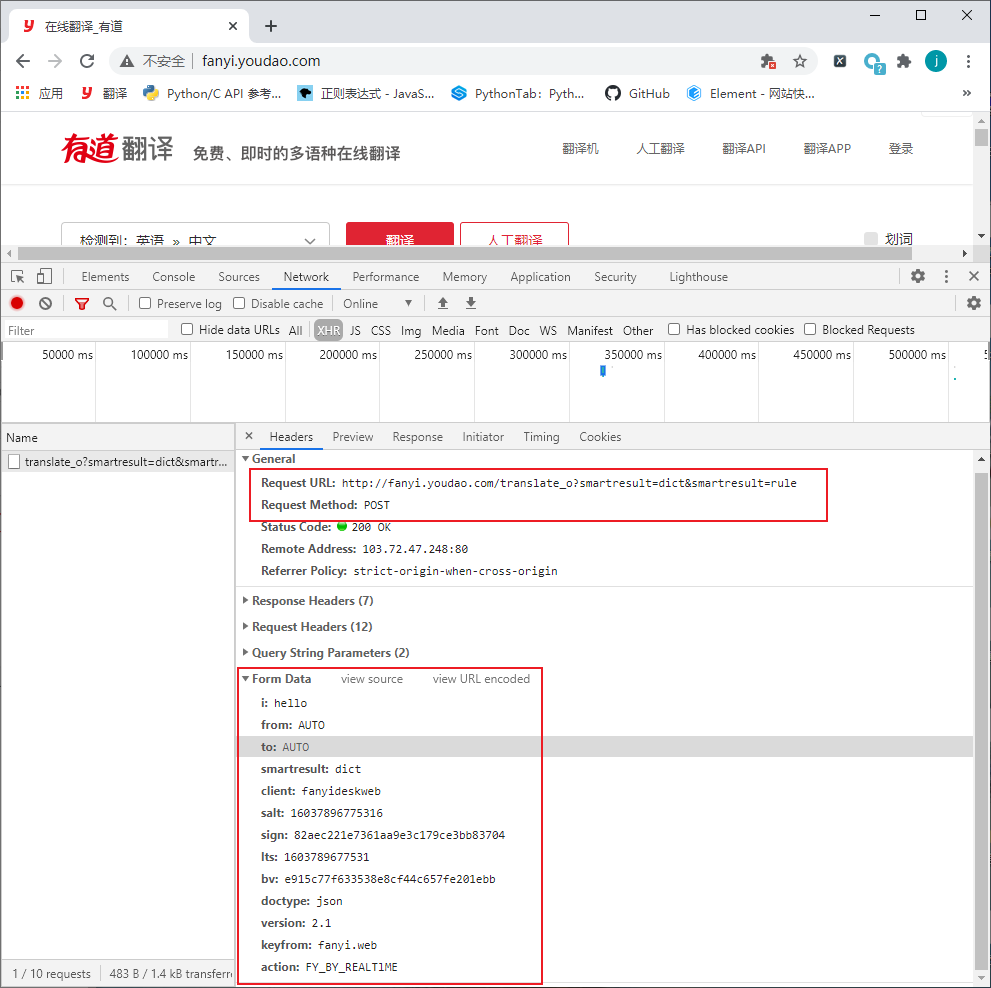 在线翻译_有道
不安全 fanyi.youdao.com
应用 翻译 Python/C API 参考... 正则表达式 - JavaS... PythonTab：Pyth... GitHub Element - 网站快... »
有道翻译 免费、即时的多语种在线翻译 翻译机 人工翻译 翻译API 翻译APP 登录
检测到：英语 » 中文 翻译 人工翻译 划词
Elements Console Sources Network Performance Memory Application Security Lighthouse
Preserve log Disable cache Online
Filter Hide data URLs All XHR JS CSS Img Media Font Doc WS Manifest Other Has blocked cookies Blocked Requests
50000 ms 100000 ms 150000 ms 200000 ms 250000 ms 300000 ms 350000 ms 400000 ms 450000 ms 500000 ms
Name Headers Preview Response Initiator Timing Cookies
translate_o?smartresult=dict&smartr...
General
Request URL: http://fanyi.youdao.com/translate_o?smartresult=dict&smartresult=rule
Request Method: POST
Status Code: 200 OK
Remote Address: 103.72.47.248:80
Referrer Policy: strict-origin-when-cross-origin
Response Headers (7)
Request Headers (12)
Query String Parameters (2)
Form Data view source view URL encoded
i: hello
from: AUTO
to: AUTO
smartresult: dict
client: fanyideskweb
salt: 16037896775316
sign: 82aec221e7361aa9e3c179ce3bb83704
lts: 1603789677531
bv: e915c77f633538e8cf44c657fe201ebb
doctype: json
version: 2.1
keyfrom: fanyi.web
action: FY_BY_REALTlME
1 / 10 requests 483 B / 1.4 kB transferre